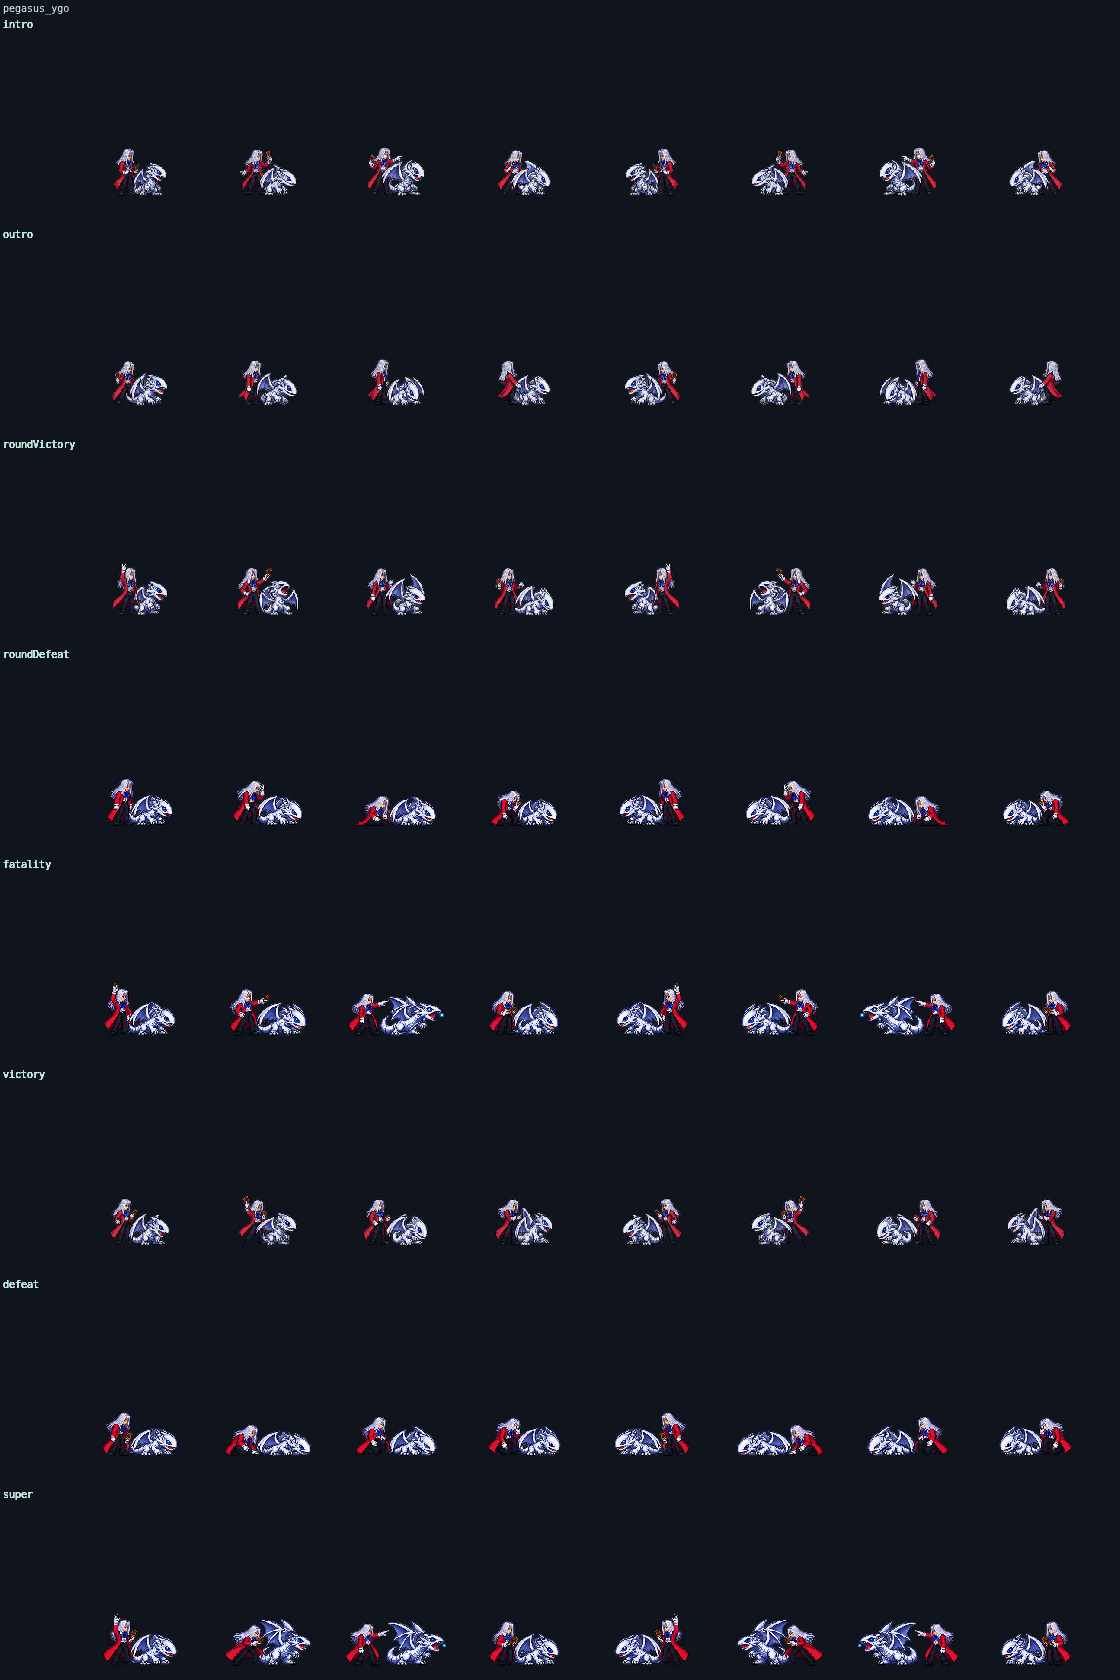 pegasus_ygo
intro
outro
roundVictory
roundDefeat
fatality
victory
defeat
super